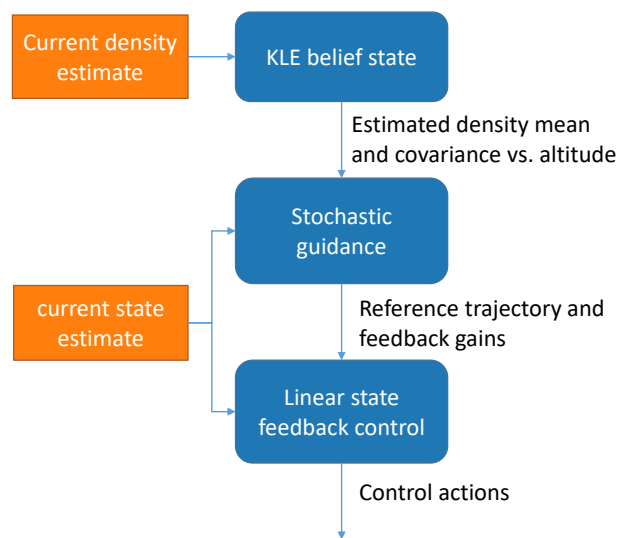 Current density
estimate
KLE belief state
Estimated density mean
and covariance vs. altitude
Stochastic
guidance
current state
estimate
Reference trajectory and
feedback gains
Linear state
feedback control
Control actions